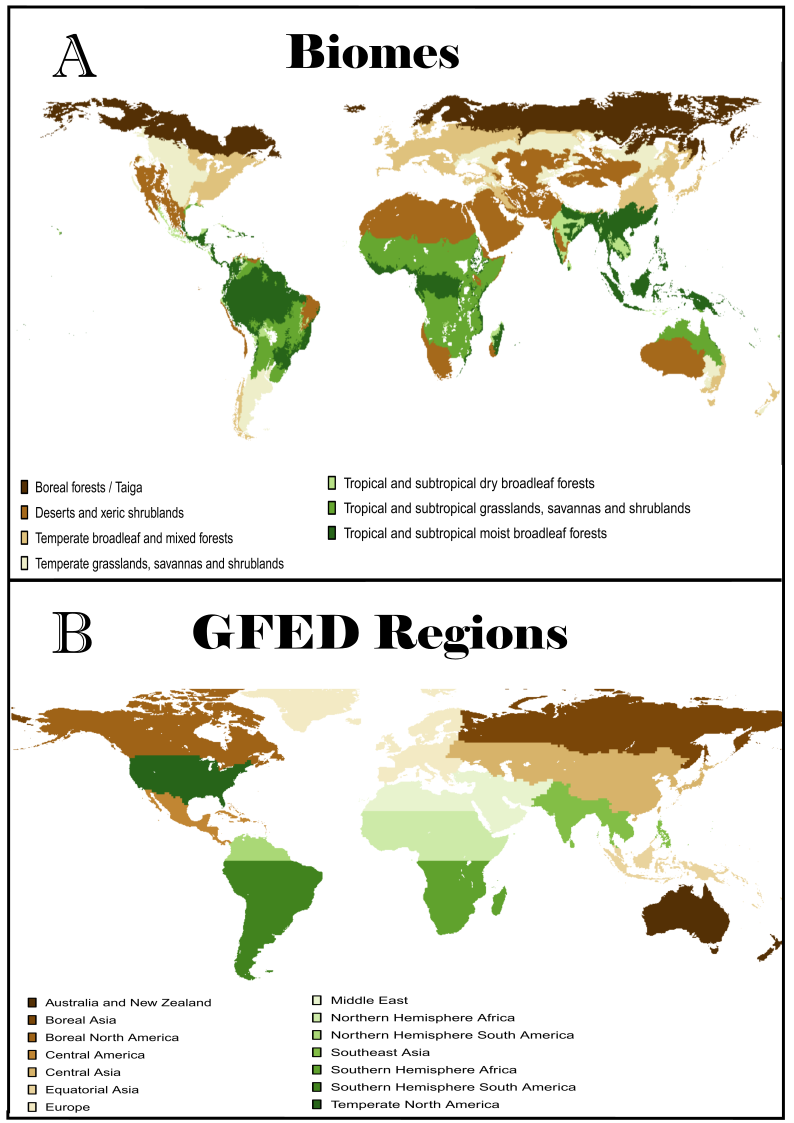 A Biomes
Boreal forests / Taiga
Deserts and xeric shrublands
Temperate broadleaf and mixed forests
Temperate grasslands, savannas and shrublands
Tropical and subtropical dry broadleaf forests
Tropical and subtropical grasslands, savannas and shrublands
Tropical and subtropical moist broadleaf forests
B GFED Regions
Australia and New Zealand
Boreal Asia
Boreal North America
Central America
Central Asia
Equatorial Asia
Europe
Middle East
Northern Hemisphere Africa
Northern Hemisphere South America
Southeast Asia
Southern Hemisphere Africa
Southern Hemisphere South America
Temperate North America